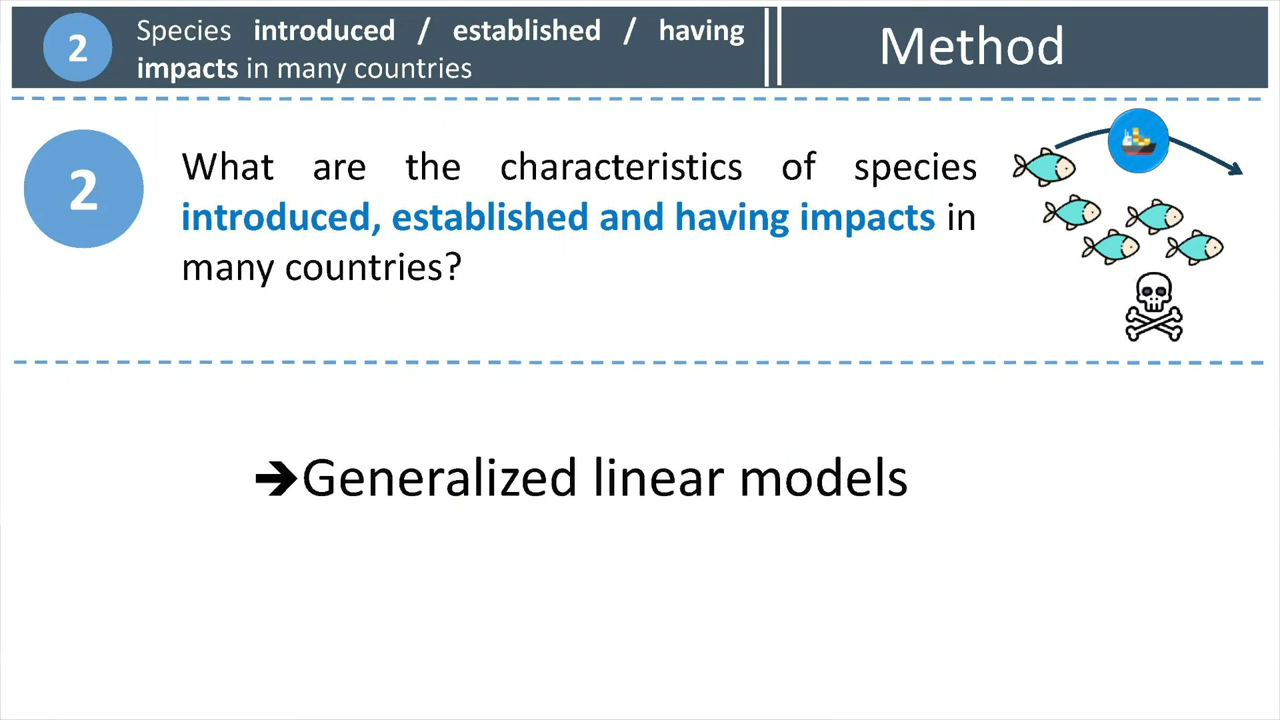 2
Species introduced / established / having
impacts in many countries
Method
2
What are the characteristics of species
introduced, established and having impacts in
many countries?
➔Generalized linear models